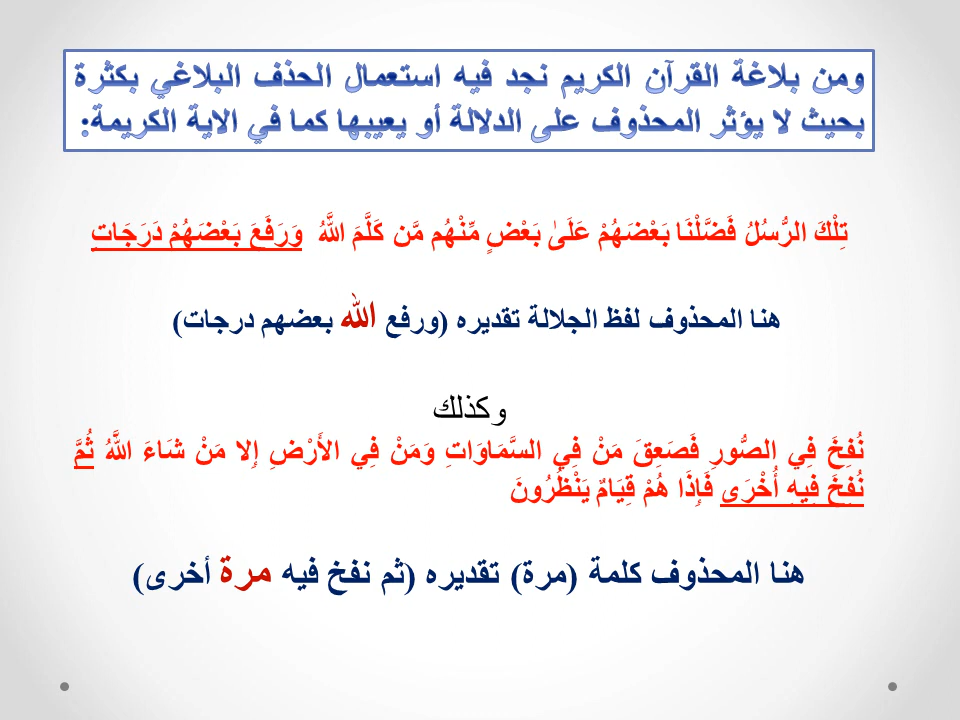 ومن بلاغة القرآن الكريم نجد فيه استعمال الحذف البلاغي بكثرة
بحيث لا يؤثر المحذوف على الدلالة أو يعيبها كما في الاية الكريمة:
تِلْكَ الرُّسُلُ فَضَّلْنَا بَعْضَهُمْ عَلَىٰ بَعْضٍ مِّنْهُم مَّن كَلَّمَ اللَّهُ وَرَفَعَ بَعْضَهُمْ دَرَجَاتٍ
هنا المحذوف لفظ الجلالة تقديره (ورفع الله بعضهم درجات)
وكذلك
نُفِخَ فِي الصُّورِ فَصَعِقَ مَنْ فِي السَّمَاوَاتِ وَمَنْ فِي الأَرْضِ إِلا مَنْ شَاءَ اللَّهُ ثُمَّ
نُفِخَ فِيهِ أُخْرَى فَإِذَا هُمْ قِيَامٌ يَنْظُرُونَ
هنا المحذوف كلمة (مرة) تقديره (ثم نفخ فيه مرة أخرى)